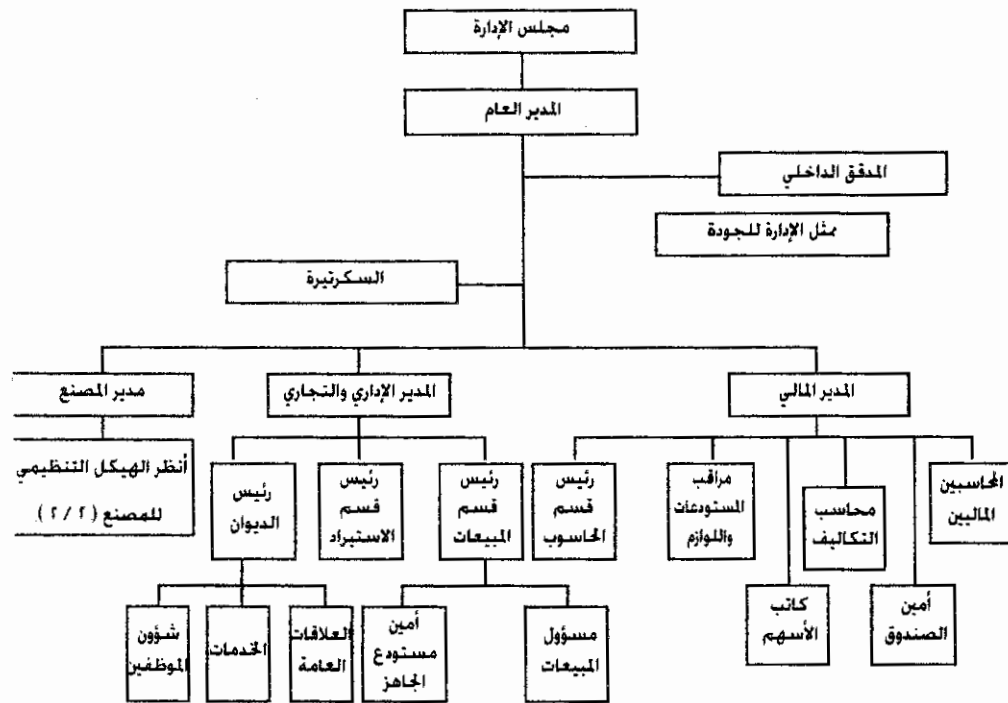 مجلس الإدارة
المدير العام
المدقق الداخلي
ممثل الإدارة للجودة
السكرتيرة
المدير المالي
المدير الإداري والتجاري
مدير المصنع
المحاسبين
الماليين
محاسب
التكاليف
مراقب
المستودعات
واللوازم
رئيس
قسم
الحاسوب
رئيس
قسم
المبيعات
رئيس
قسم
الاستيراد
رئيس
الديوان
أنظر الهيكل التنظيمي
للمصنع (٢/٢)
أمين
الصندوق
كاتب
الأسهم
مسؤول
المبيعات
أمين
مستودع
الجاهز
العلاقات
العامة
الخدمات
شؤون
الموظفين